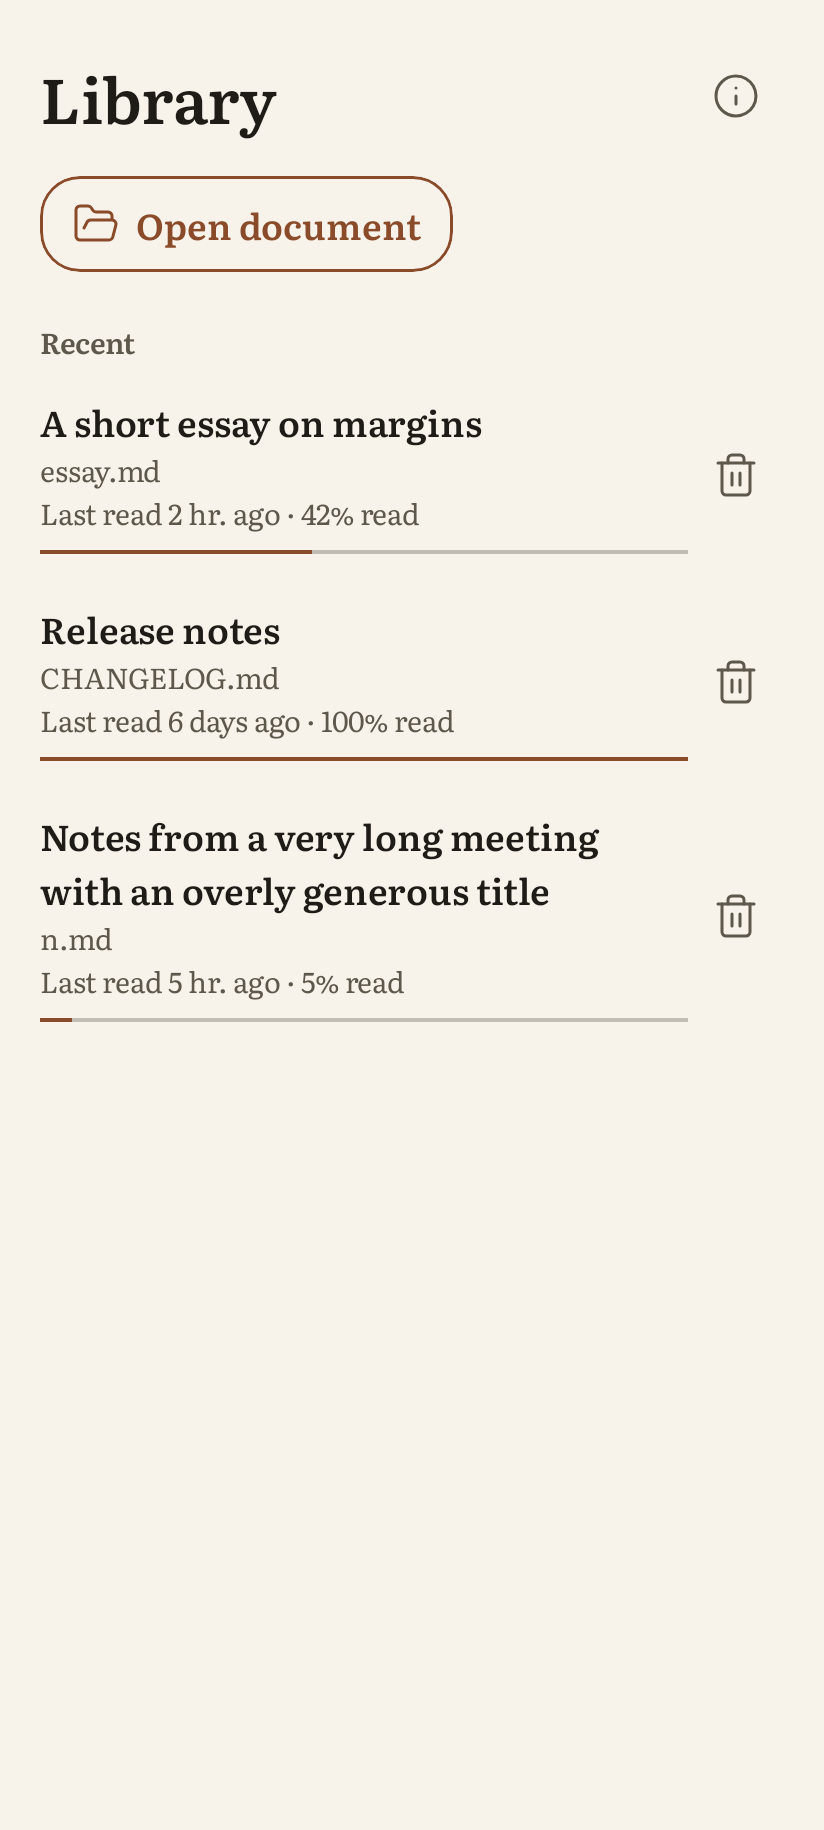 Library
Open document
Recent
A short essay on margins
essay.md
Last read 2 hr. ago · 42% read
Release notes
CHANGELOG.md
Last read 6 days ago · 100% read
Notes from a very long meeting
with an overly generous title
n.md
Last read 5 hr. ago · 5% read